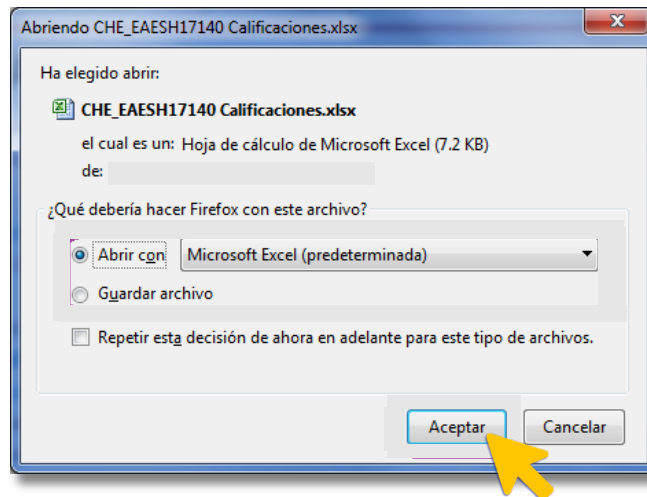 Abriendo CHE_EAESH17140 Calificaciones.xlsx
Ha elegido abrir:
CHE_EAESH17140 Calificaciones.xlsx
el cual es un: Hoja de cálculo de Microsoft Excel (7.2 KB)
de:
¿Qué debería hacer Firefox con este archivo?
Abrir con Microsoft Excel (predeterminada)
Guardar archivo
Repetir esta decisión de ahora en adelante para este tipo de archivos.
Aceptar Cancelar